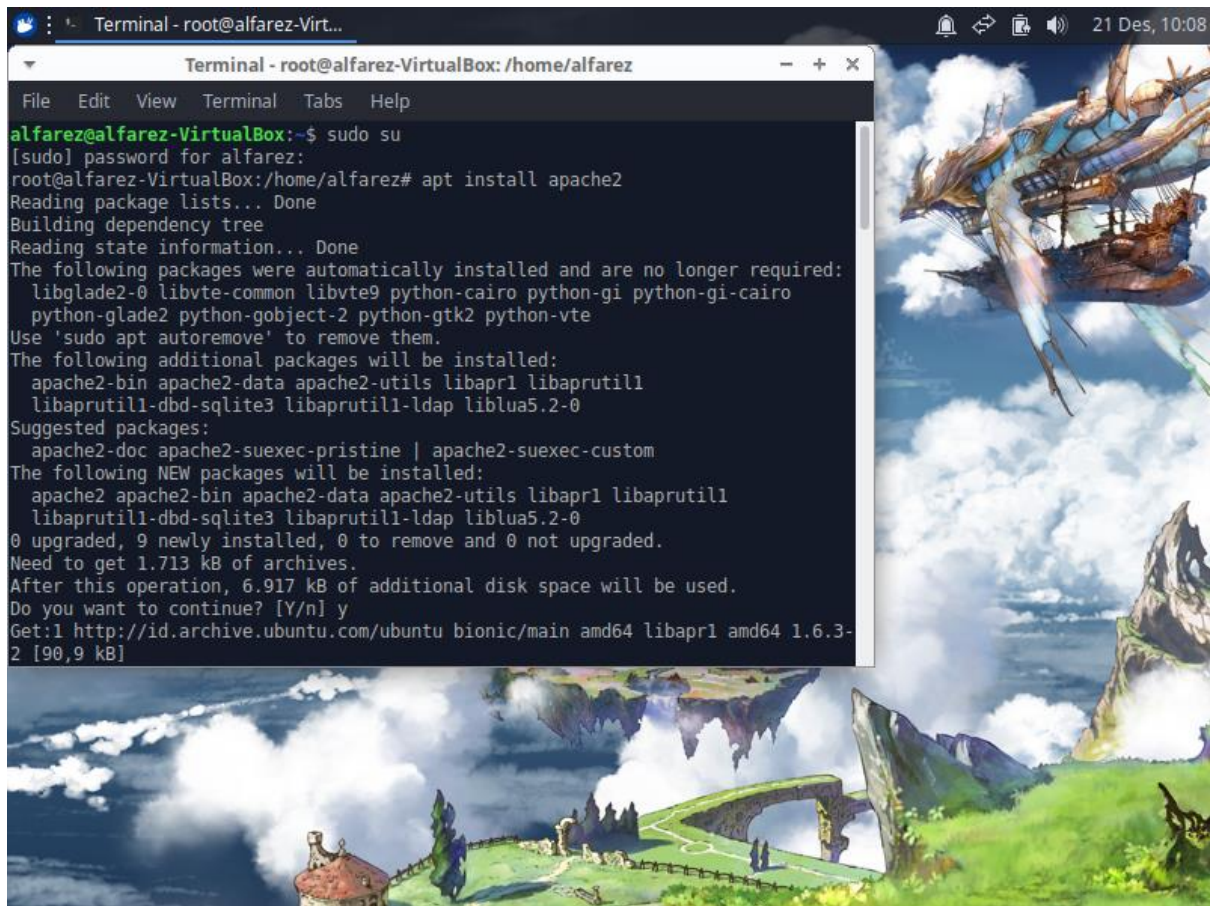 Terminal - root@alfarez-Virt...
21 Des, 10:08
Terminal - root@alfarez-VirtualBox: /home/alfarez
File Edit View Terminal Tabs Help
alfarez@alfarez-VirtualBox:~$ sudo su
[sudo] password for alfarez:
root@alfarez-VirtualBox:/home/alfarez# apt install apache2
Reading package lists... Done
Building dependency tree
Reading state information... Done
The following packages were automatically installed and are no longer required:
  libglade2-0 libvte-common libvte9 python-cairo python-gi python-gi-cairo
  python-glade2 python-gobject-2 python-gtk2 python-vte
Use 'sudo apt autoremove' to remove them.
The following additional packages will be installed:
  apache2-bin apache2-data apache2-utils libapr1 libaprutil1
  libaprutil1-dbd-sqlite3 libaprutil1-ldap liblua5.2-0
Suggested packages:
  apache2-doc apache2-suexec-pristine | apache2-suexec-custom
The following NEW packages will be installed:
  apache2 apache2-bin apache2-data apache2-utils libapr1 libaprutil1
  libaprutil1-dbd-sqlite3 libaprutil1-ldap liblua5.2-0
0 upgraded, 9 newly installed, 0 to remove and 0 not upgraded.
Need to get 1.713 kB of archives.
After this operation, 6.917 kB of additional disk space will be used.
Do you want to continue? [Y/n] y
Get:1 http://id.archive.ubuntu.com/ubuntu bionic/main amd64 libapr1 amd64 1.6.3-
2 [90,9 kB]